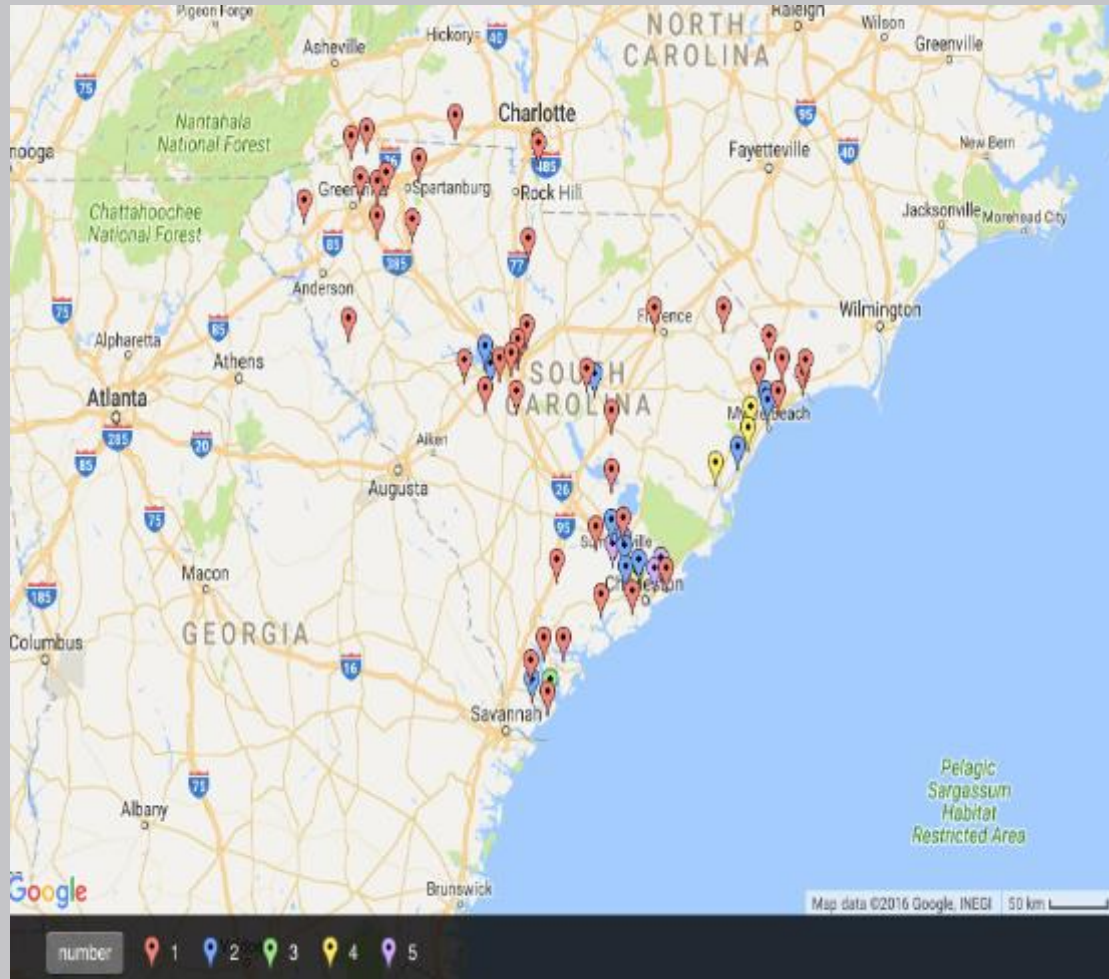 Pigeon Forge
Raleigh
Wilson
NORTH
CAROLINA
Hickory
40
Asheville
Greenville
75
Charlotte
95
Nantahala
National Forest
nooga
Fayetteville
40
New Bern
26
485
Spartanburg
Rock Hill
Chattahoochee
National Forest
Jacksonville
Morehead City
85
385
77
Anderson
75
Wilmington
85
Alpharetta
Athens
SOUTH
CAROLINA
Atlanta
285
20
Aiken
85
Augusta
26
75
95
Macon
185
GEORGIA
Columbus
16
Savannah
75
Albany
Pelagic
Sargassum
Habitat
Restricted Area
Brunswick
Google
Map data ©2016 Google, INEGI
50 km
number
1
2
3
4
5